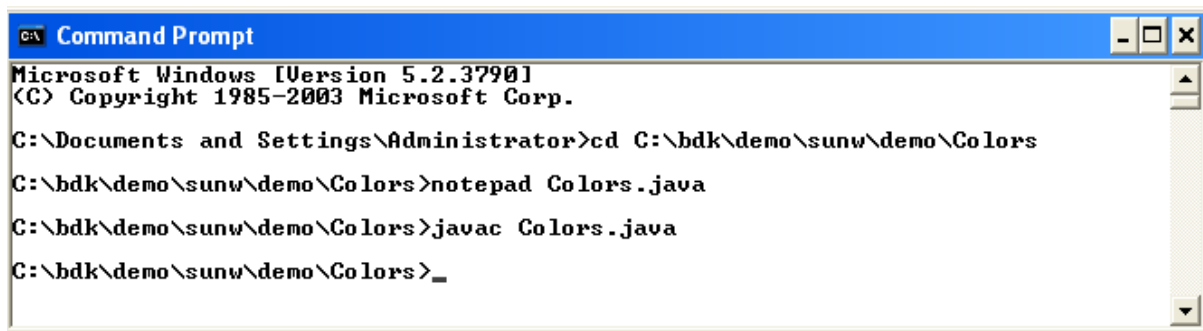 Command Prompt
Microsoft Windows [Version 5.2.3790]
(C) Copyright 1985-2003 Microsoft Corp.
C:\Documents and Settings\Administrator>cd C:\bdk\demo\sunw\demo\Colors
C:\bdk\demo\sunw\demo\Colors>notepad Colors.java
C:\bdk\demo\sunw\demo\Colors>javac Colors.java
C:\bdk\demo\sunw\demo\Colors>_